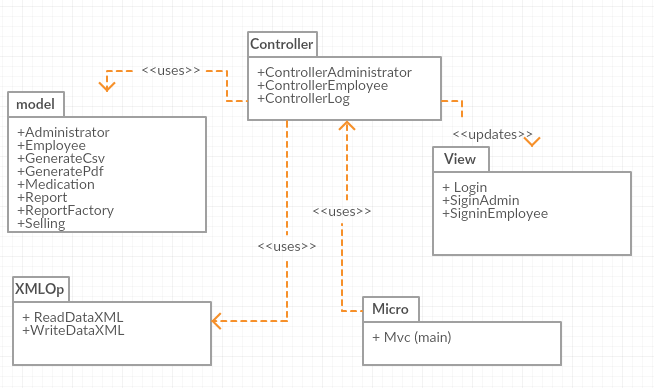 Controller
+ControllerAdministrator
+ControllerEmployee
+ControllerLog
<<uses>>
model
+Administrator
+Employee
+GenerateCsv
+GeneratePdf
+Medication
+Report
+ReportFactory
+Selling
<<updates>>
View
+ Login
+SiginAdmin
+SigninEmployee
<<uses>>
<<uses>>
XMLOp
+ ReadDataXML
+WriteDataXML
Micro
+ Mvc (main)